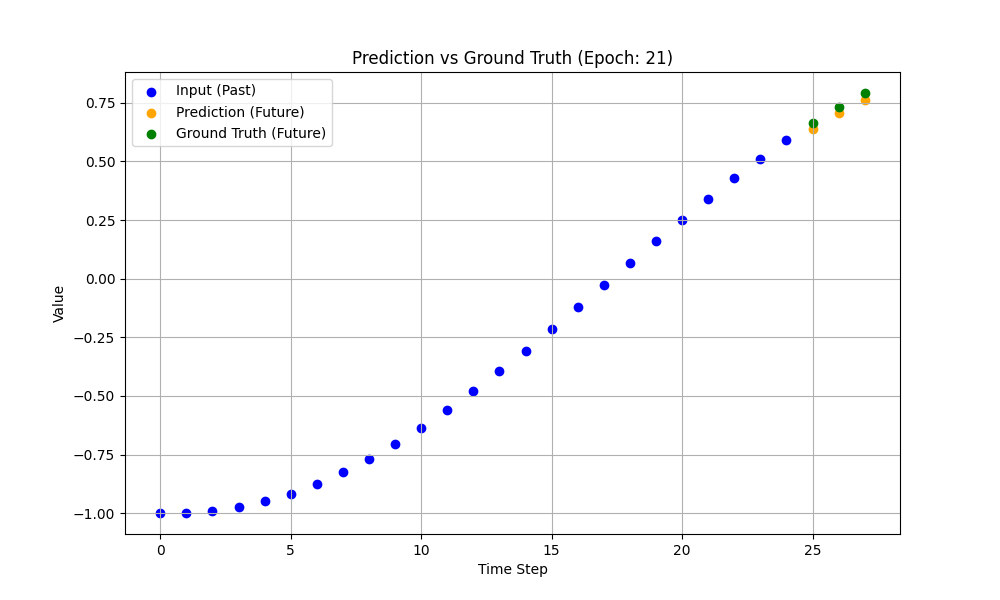 Prediction vs Ground Truth (Epoch: 21)
Input (Past)
Prediction (Future)
Ground Truth (Future)
0.75
0.50
0.25
0.00
−0.25
−0.50
−0.75
−1.00
Value
0 5 10 15 20 25
Time Step